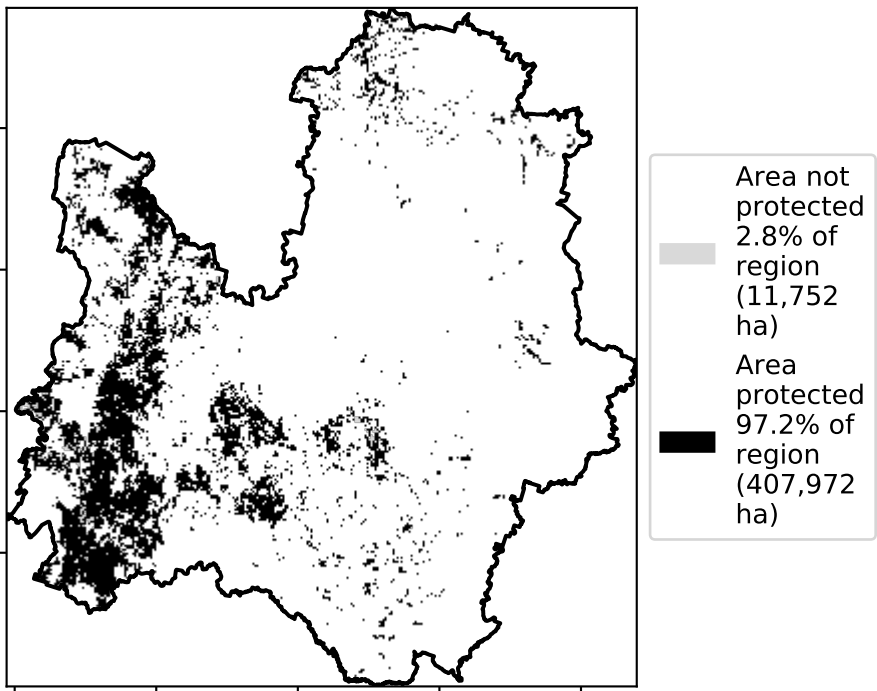 Area not
protected
2.8% of
region
(11,752
ha)
Area
protected
97.2% of
region
(407,972
ha)